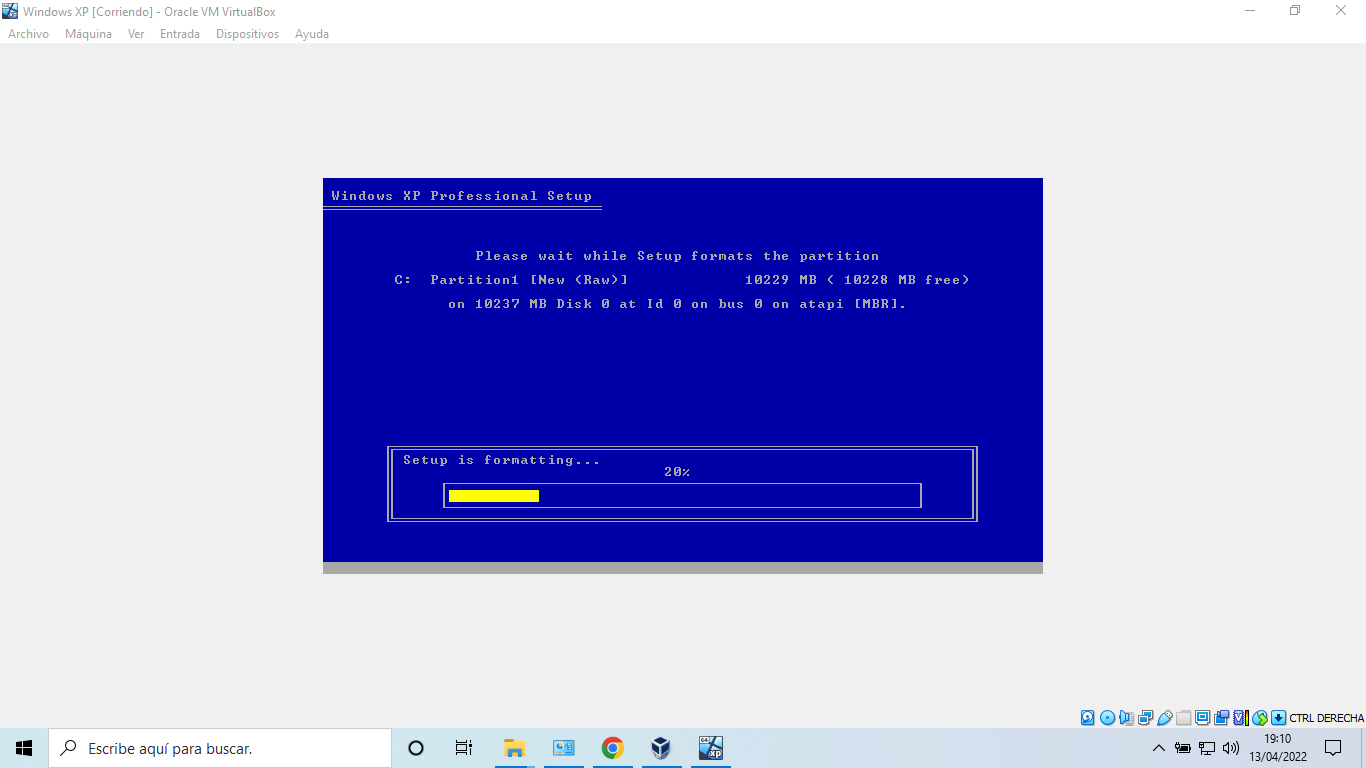 Windows XP [Corriendo] - Oracle VM VirtualBox
Archivo Máquina Ver Entrada Dispositivos Ayuda
Windows XP Professional Setup
Please wait while Setup formats the partition
C: Partition1 [New (Raw)] 10229 MB ( 10228 MB free)
on 10237 MB Disk 0 at Id 0 on bus 0 on atapi [MBR].
Setup is formatting...
20%
CTRL DERECHA
Escribe aquí para buscar.
64
xp
19:10
13/04/2022